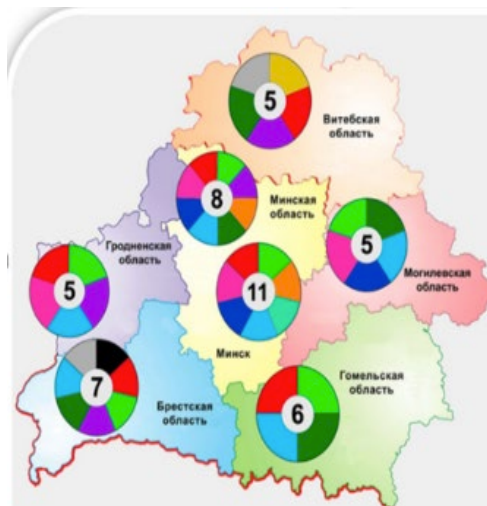 5
Витебская
область
8
Минская
область
Гродненская
область
5
Могилевская
область
5
11
Минск
Гомельская
область
7
Брестская
область
6